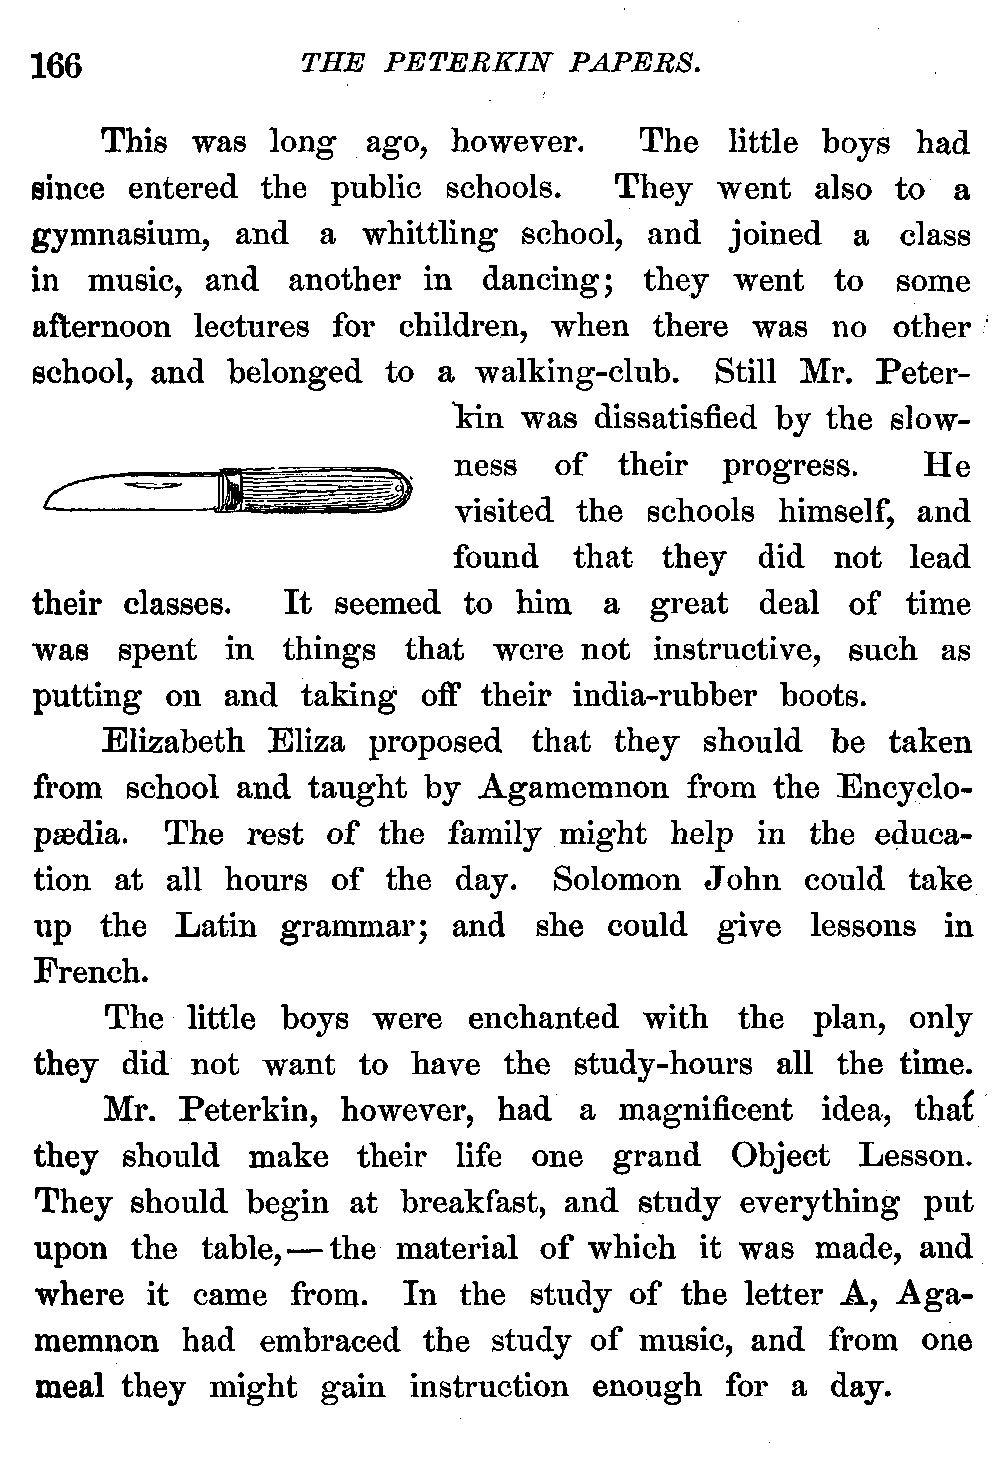 166 THE PETERKIN PAPERS.
This was long ago, however. The little boys had
since entered the public schools. They went also to a
gymnasium, and a whittling school, and joined a class
in music, and another in dancing; they went to some
afternoon lectures for children, when there was no other
school, and belonged to a walking-club. Still Mr. Peter-
kin was dissatisfied by the slow-
ness of their progress. He
visited the schools himself, and
found that they did not lead
their classes. It seemed to him a great deal of time
was spent in things that were not instructive, such as
putting on and taking off their india-rubber boots.
Elizabeth Eliza proposed that they should be taken
from school and taught by Agamemnon from the Encyclo-
pædia. The rest of the family might help in the educa-
tion at all hours of the day. Solomon John could take
up the Latin grammar; and she could give lessons in
French.
The little boys were enchanted with the plan, only
they did not want to have the study-hours all the time.
Mr. Peterkin, however, had a magnificent idea, that
they should make their life one grand Object Lesson.
They should begin at breakfast, and study everything put
upon the table,—the material of which it was made, and
where it came from. In the study of the letter A, Aga-
memnon had embraced the study of music, and from one
meal they might gain instruction enough for a day.